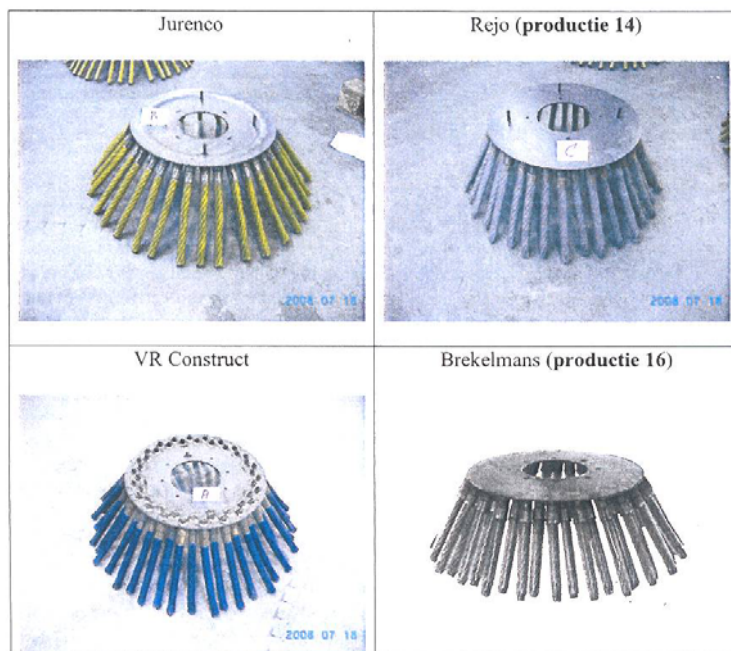 Jurenco
Rejo (productie 14)
B
C
2008 07 18
2008 07 18
VR Construct
Brekelmans (productie 16)
A
2008 07 18